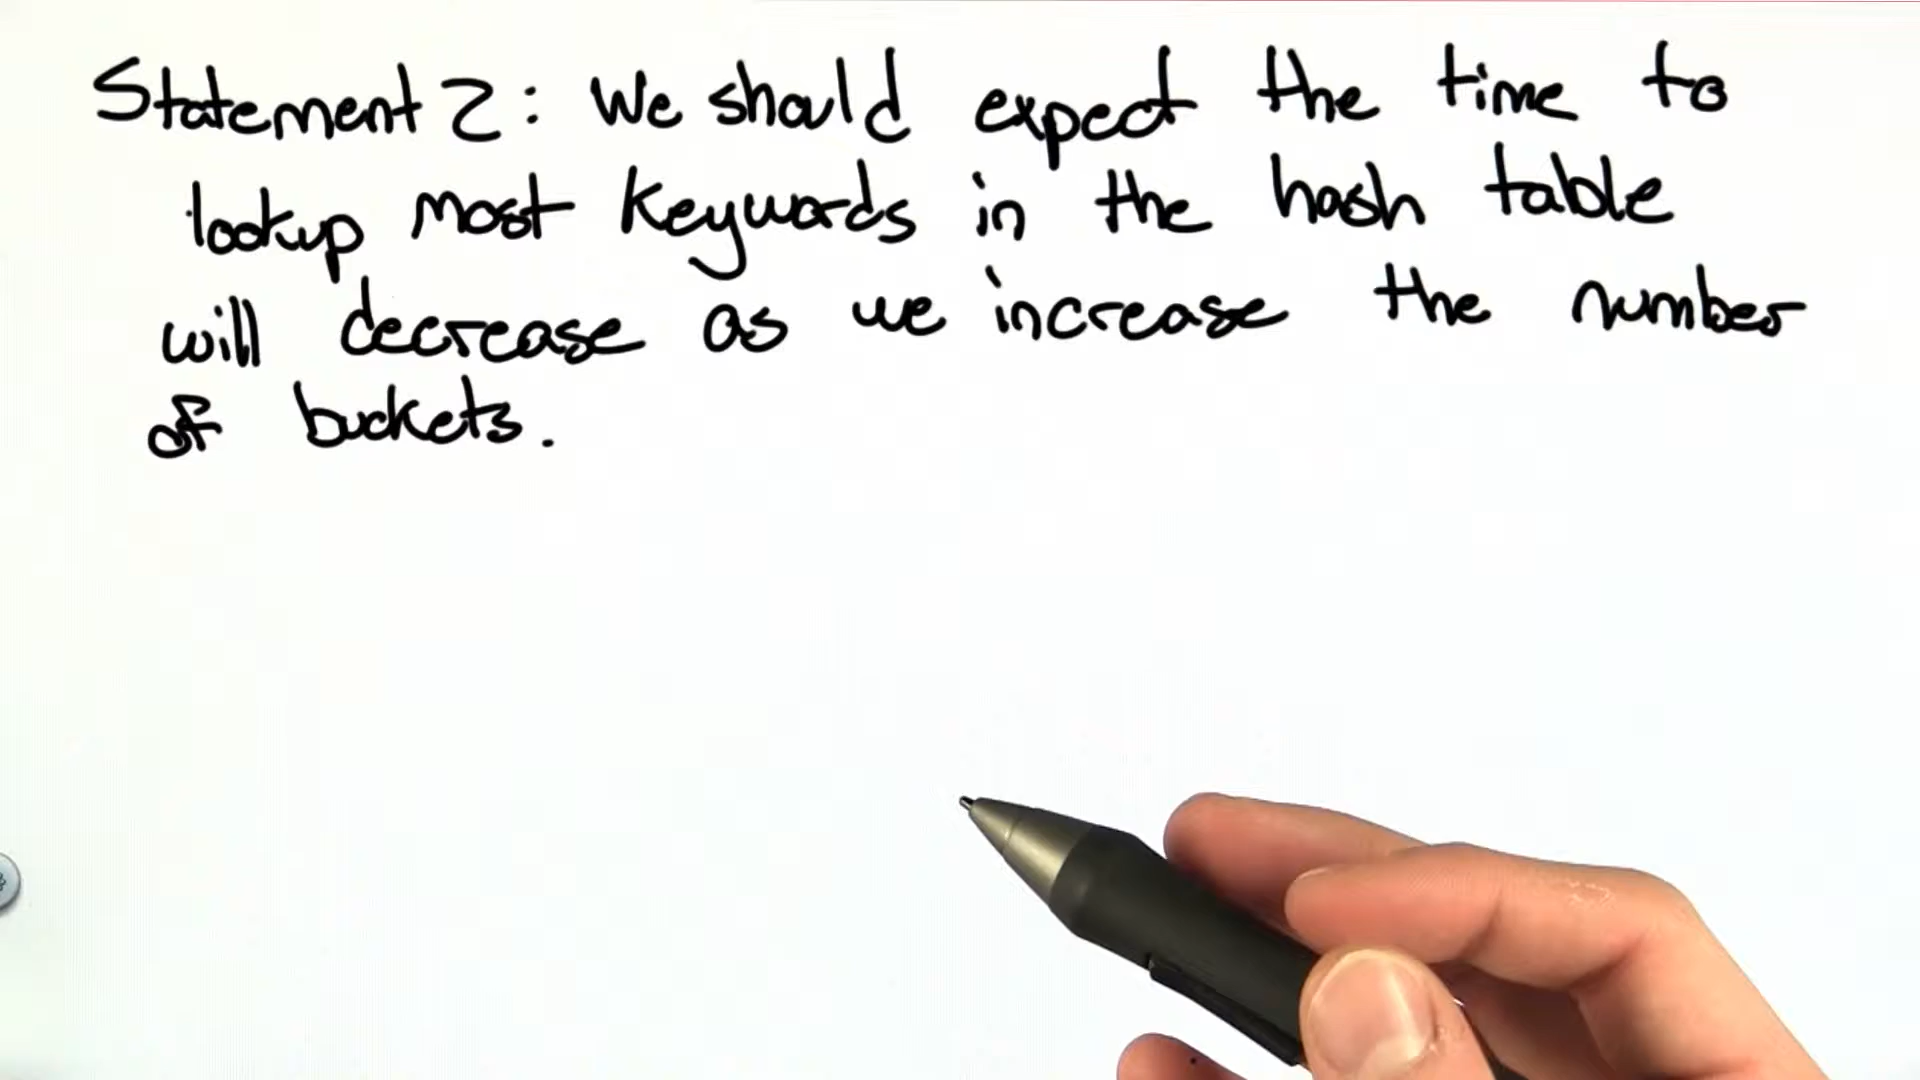 Statement 2: We should expect the time to
lookup most keywords in the hash table
will decrease as we increase the number
of buckets.